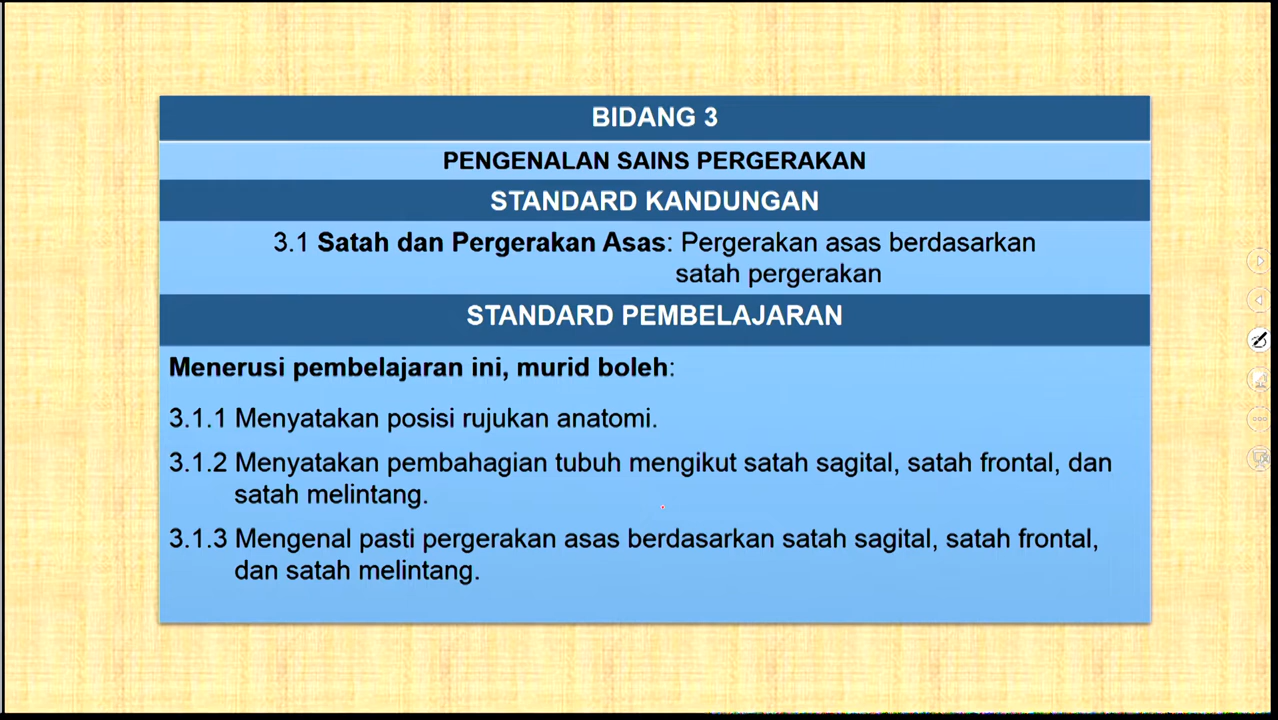 BIDANG 3
PENGENALAN SAINS PERGERAKAN
STANDARD KANDUNGAN
3.1 Satah dan Pergerakan Asas: Pergerakan asas berdasarkan
satah pergerakan
STANDARD PEMBELAJARAN
Menerusi pembelajaran ini, murid boleh:
3.1.1 Menyatakan posisi rujukan anatomi.
3.1.2 Menyatakan pembahagian tubuh mengikut satah sagital, satah frontal, dan
satah melintang.
3.1.3 Mengenal pasti pergerakan asas berdasarkan satah sagital, satah frontal,
dan satah melintang.